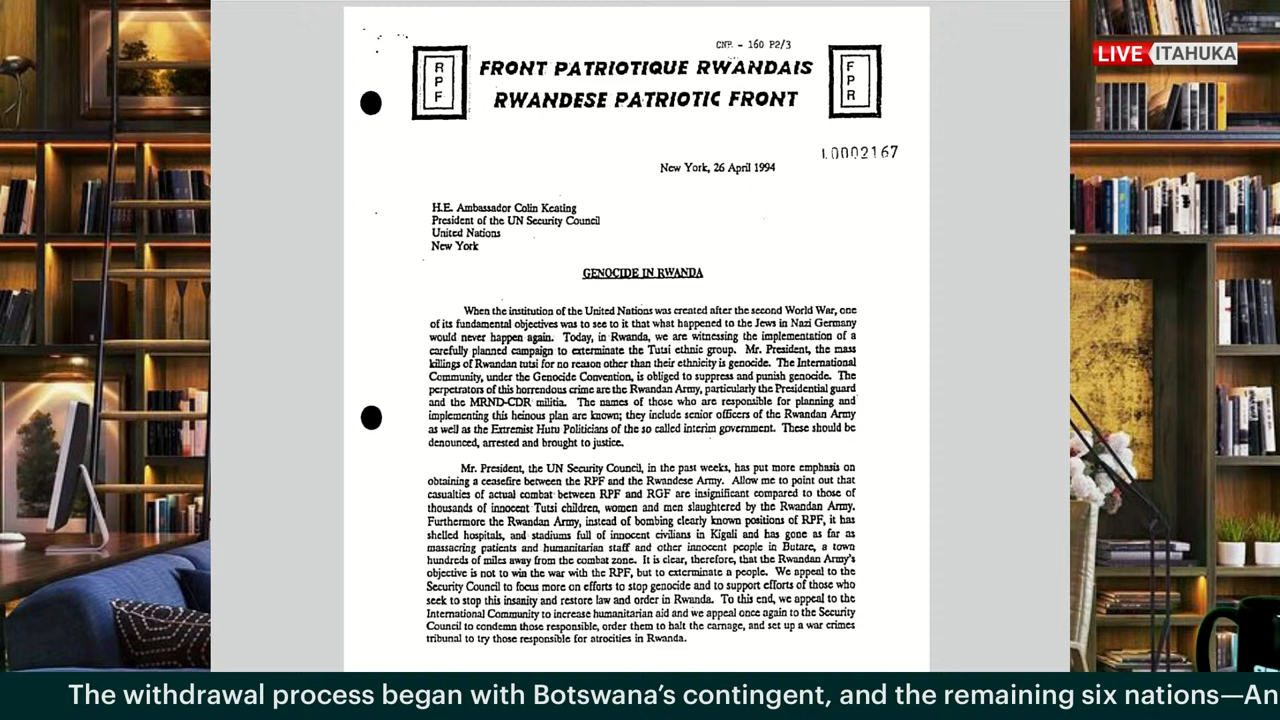 CNP. - 160 P2/3
R
P
F
FRONT PATRIOTIQUE RWANDAIS
RWANDESE PATRIOTIC FRONT
F
P
R
LIVE ITAHUKA
L0002167
New York, 26 April 1994
H.E. Ambassador Colin Keating
President of the UN Security Council
United Nations
New York
GENOCIDE IN RWANDA
When the institution of the United Nations was created after the second World War, one
of its fundamental objectives was to see to it that what happened to the Jews in Nazi Germany
would never happen again. Today, in Rwanda, we are witnessing the implementation of a
carefully planned campaign to exterminate the Tutsi ethnic group. Mr. President, the mass
killings of Rwandan tutsi for no reason other than their ethnicity is genocide. The International
Community, under the Genocide Convention, is obliged to suppress and punish genocide. The
perpetrators of this horrendous crime are the Rwandan Army, particularly the Presidential guard
and the MRND-CDR militia. The names of those who are responsible for planning and
implementing this heinous plan are known; they include senior officers of the Rwandan Army
as well as the Extremist Hutu Politicians of the so called interim government. These should be
denounced, arrested and brought to justice.
Mr. President, the UN Security Council, in the past weeks, has put more emphasis on
obtaining a ceasefire between the RPF and the Rwandese Army. Allow me to point out that
casualties of actual combat between RPF and RGF are insignificant compared to those of
thousands of innocent Tutsi children, women and men slaughtered by the Rwandan Army.
Furthermore the Rwandan Army, instead of bombing clearly known positions of RPF, it has
shelled hospitals, and stadiums full of innocent civilians in Kigali and has gone as far as
massacring patients and humanitarian staff and other innocent people in Butare, a town
hundreds of miles away from the combat zone. It is clear, therefore, that the Rwandan Army's
objective is not to win the war with the RPF, but to exterminate a people. We appeal to the
Security Council to focus more on efforts to stop genocide and to support efforts of those who
seek to stop this insanity and restore law and order in Rwanda. To this end, we appeal to the
International Community to increase humanitarian aid and we appeal once again to the Security
Council to condemn those responsible, order them to halt the carnage, and set up a war crimes
tribunal to try those responsible for atrocities in Rwanda.
The withdrawal process began with Botswana's contingent, and the remaining six nations—An